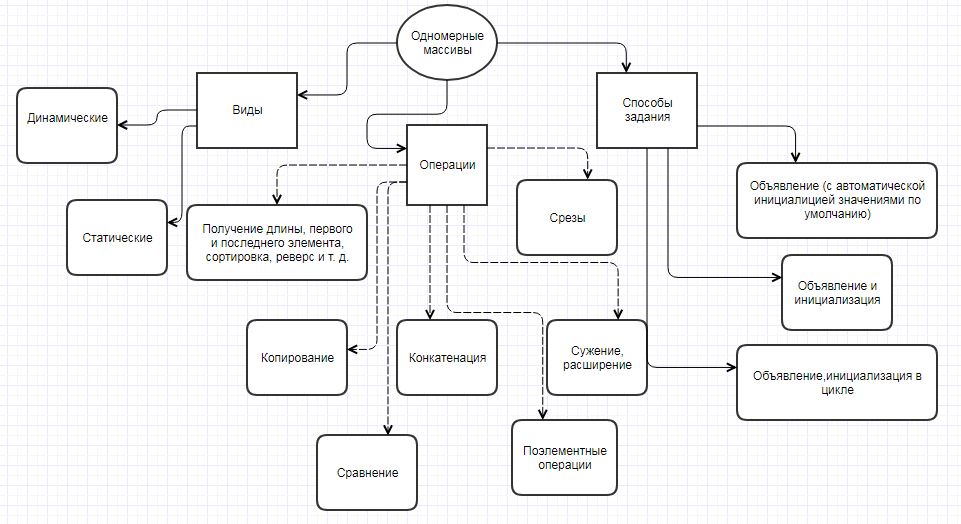 Одномерные
массивы
Виды
Способы
задания
Динамические
Операции
Объявление (с автоматической
инициалицией значениями по
умолчанию)
Срезы
Статические
Получение длины, первого
и последнего элемента,
сортировка, реверс и т. д.
Объявление и
инициализация
Копирование
Конкатенация
Сужение,
расширение
Объявление,инициализация в
цикле
Сравнение
Поэлементные
операции